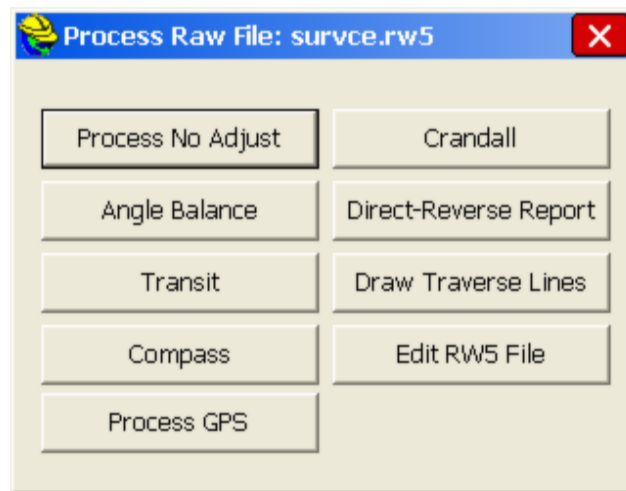 Process Raw File: survce.rw5
Process No Adjust
Crandall
Angle Balance
Direct-Reverse Report
Transit
Draw Traverse Lines
Compass
Edit RW5 File
Process GPS